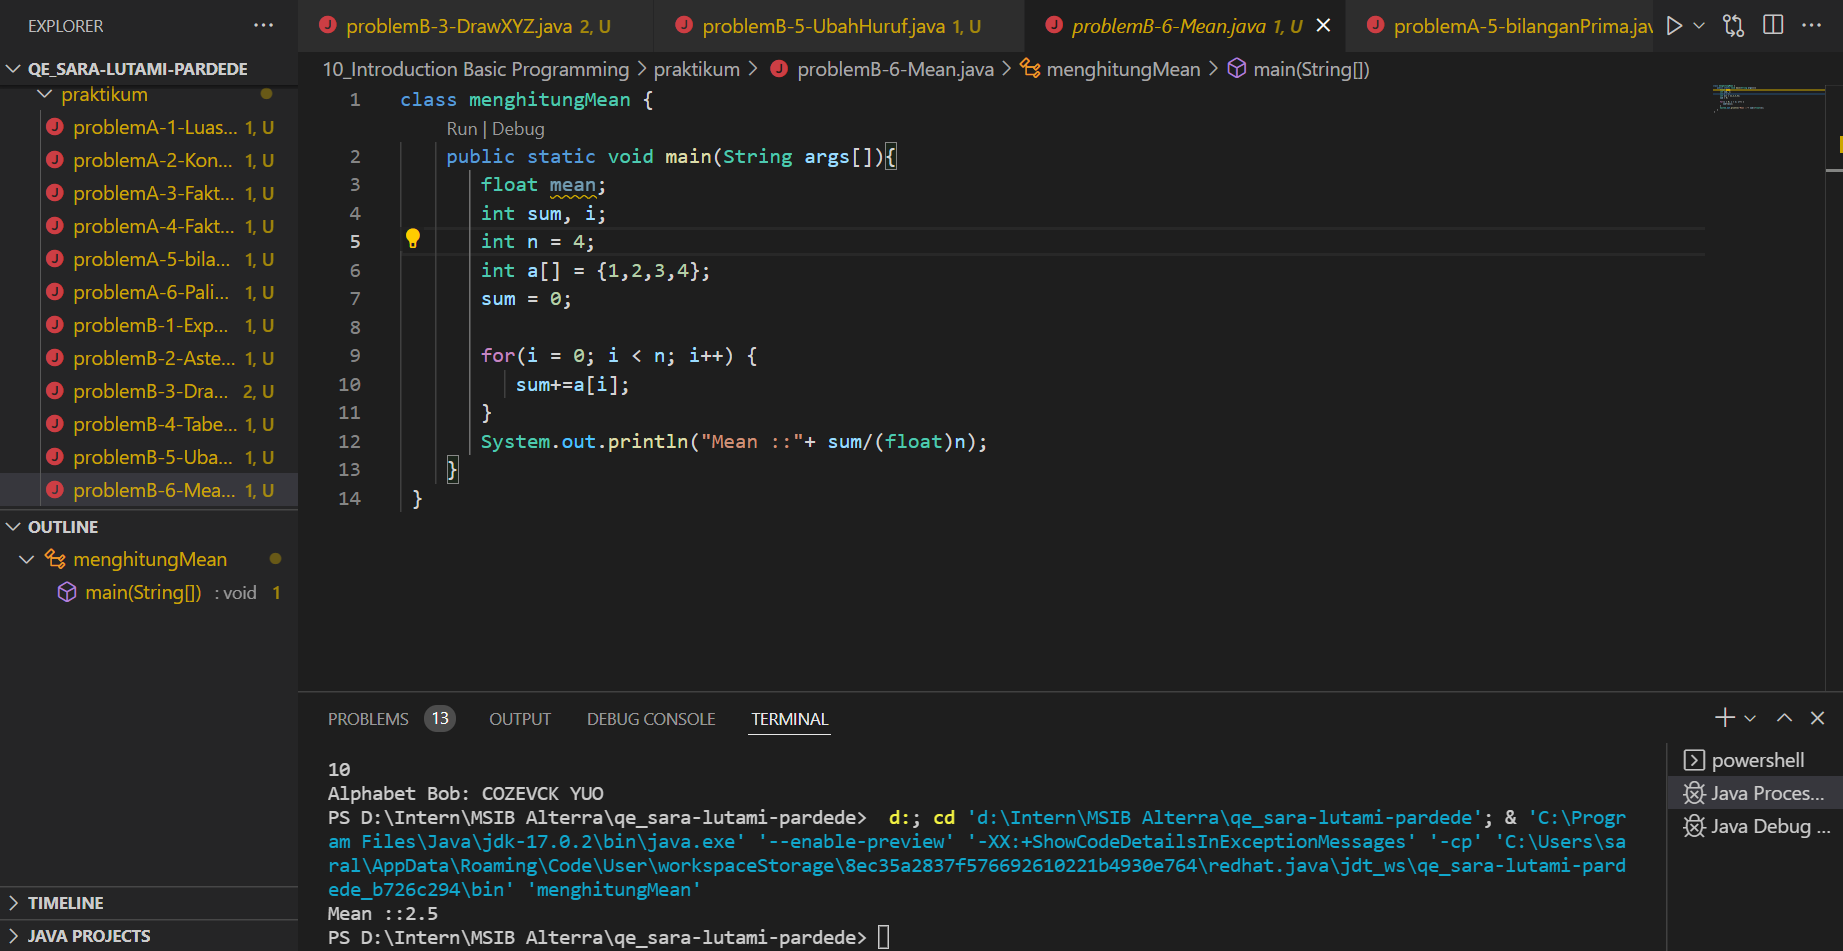 EXPLORER
problemB-3-DrawXYZ.java 2, U
problemB-5-UbahHuruf.java 1, U
problemB-6-Mean.java 1, U
problemA-5-bilanganPrima.jav
QE_SARA-LUTAMI-PARDEDE
praktikum
problemA-1-Luas... 1, U
problemA-2-Kon... 1, U
problemA-3-Fakt... 1, U
problemA-4-Fakt... 1, U
problemA-5-bila... 1, U
problemA-6-Pali... 1, U
problemB-1-Exp... 1, U
problemB-2-Aste... 1, U
problemB-3-Dra... 2, U
problemB-4-Tabe... 1, U
problemB-5-Uba... 1, U
problemB-6-Mea... 1, U
OUTLINE
menghitungMean
main(String[]) : void 1
TIMELINE
JAVA PROJECTS
10_Introduction Basic Programming > praktikum > problemB-6-Mean.java > menghitungMean > main(String[])
1 class menghitungMean {
Run | Debug
2 public static void main(String args[]){
3 float mean;
4 int sum, i;
5 int n = 4;
6 int a[] = {1,2,3,4};
7 sum = 0;
8
9 for(i = 0; i < n; i++) {
10 sum+=a[i];
11 }
12 System.out.println("Mean ::"+ sum/(float)n);
13 }
14 }
PROBLEMS 13 OUTPUT DEBUG CONSOLE TERMINAL
10
Alphabet Bob: COZEVCK YUO
PS D:\Intern\MSIB Alterra\qe_sara-lutami-pardede> d:; cd 'd:\Intern\MSIB Alterra\qe_sara-lutami-pardede'; & 'C:\Progr
am Files\Java\jdk-17.0.2\bin\java.exe' '--enable-preview' '-XX:+ShowCodeDetailsInExceptionMessages' '-cp' 'C:\Users\sa
ral\AppData\Roaming\Code\User\workspaceStorage\8ec35a2837f576692610221b4930e764\redhat.java\jdt_ws\qe_sara-lutami-pard
ede_b726c294\bin' 'menghitungMean'
Mean ::2.5
PS D:\Intern\MSIB Alterra\qe_sara-lutami-pardede>
powershell
Java Proces...
Java Debug ...